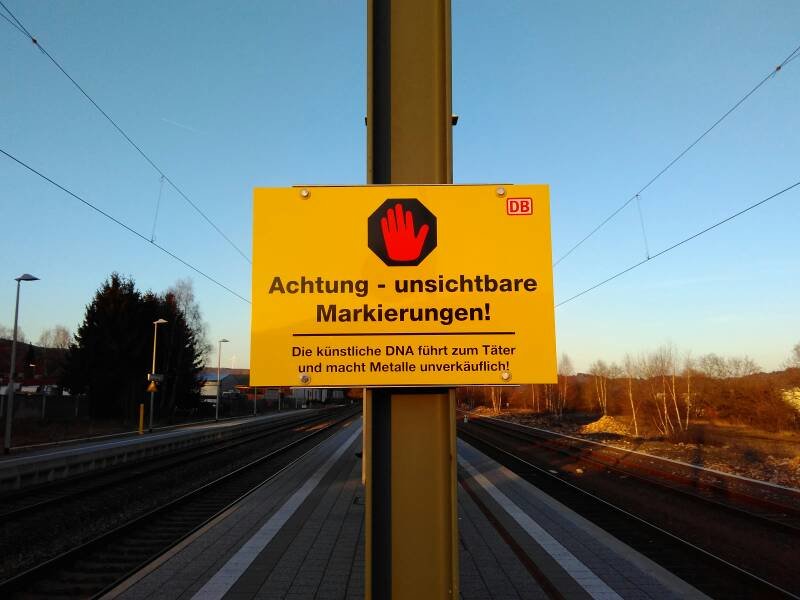 DB
Achtung - unsichtbare
Markierungen!
Die künstliche DNA führt zum Täter
und macht Metalle unverkäuflich!